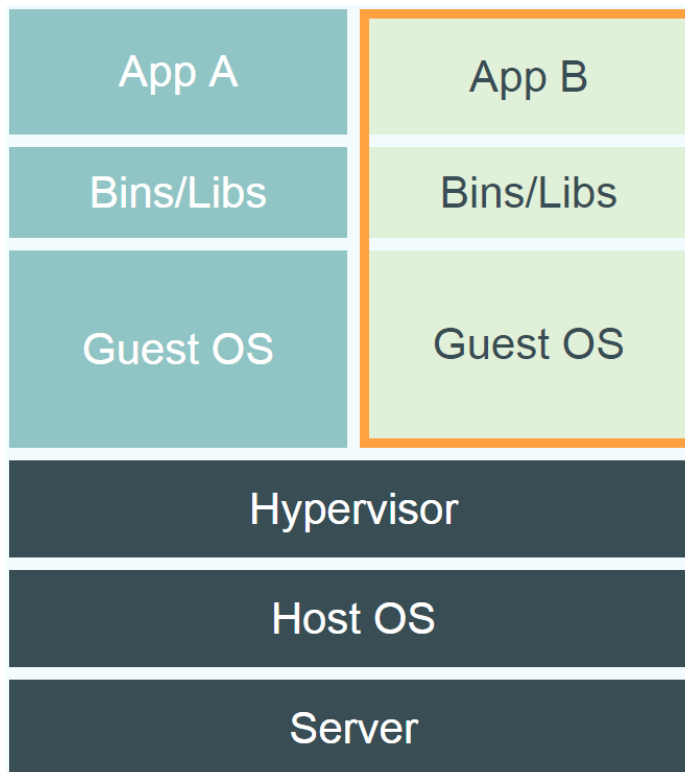 App A
App B
Bins/Libs
Bins/Libs
Guest OS
Guest OS
Hypervisor
Host OS
Server